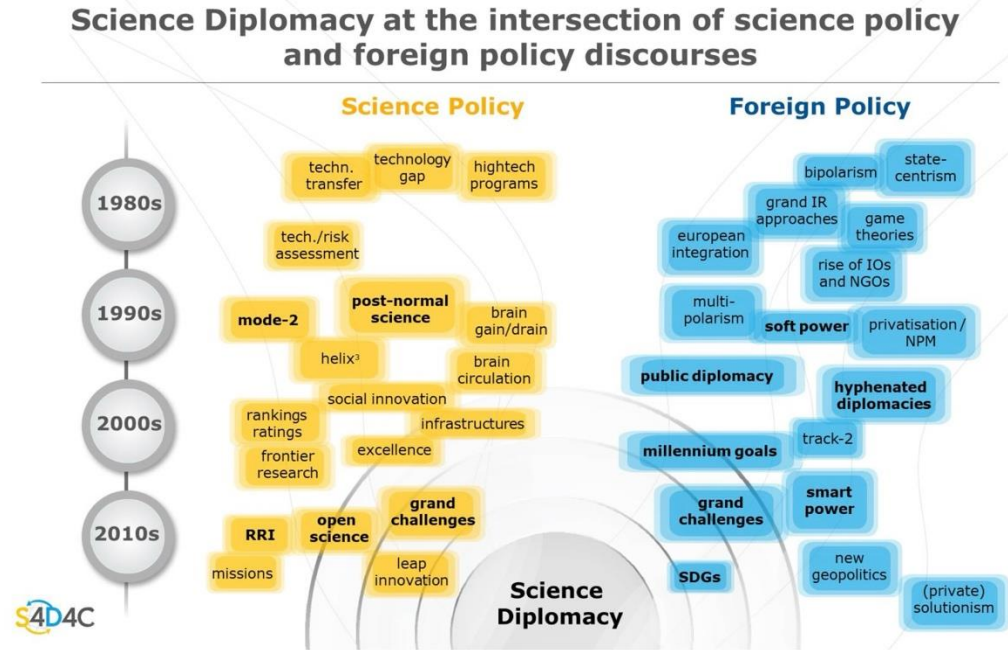 Science Diplomacy at the intersection of science policy
and foreign policy discourses
Science Policy
Foreign Policy
1980s
techn.
transfer
technology
gap
hightech
programs
tech./risk
assessment
bipolarism
state-
centrism
grand IR
approaches
game
theories
european
integration
rise of IOs
and NGOs
1990s
mode-2
post-normal
science
brain
gain/drain
helix³
brain
circulation
multi-
polarism
soft power
privatisation/
NPM
public diplomacy
hyphenated
diplomacies
2000s
social innovation
rankings
ratings
infrastructures
excellence
frontier
research
track-2
millennium goals
2010s
grand
challenges
open
science
RRI
missions
leap
innovation
grand
challenges
smart
power
SDGs
new
geopolitics
(private)
solutionism
Science
Diplomacy
S4D4C